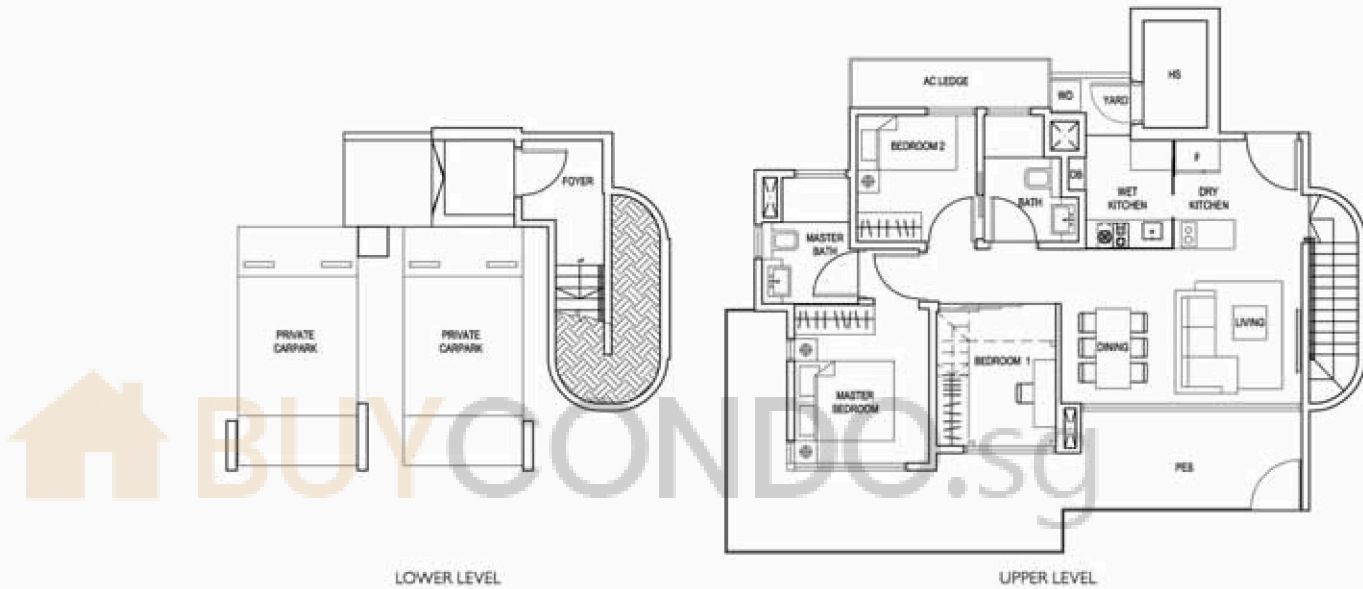 FOYER
PRIVATE
CARPARK
PRIVATE
CARPARK
LOWER LEVEL
HS
AC LEDGE
WD
YARD
BEDROOM 2
DB
F
BATH
WET
KITCHEN
DRY
KITCHEN
MASTER
BATH
LIVING
DINING
BEDROOM 1
MASTER
BEDROOM
PES
UPPER LEVEL
BUYCONDO.sg